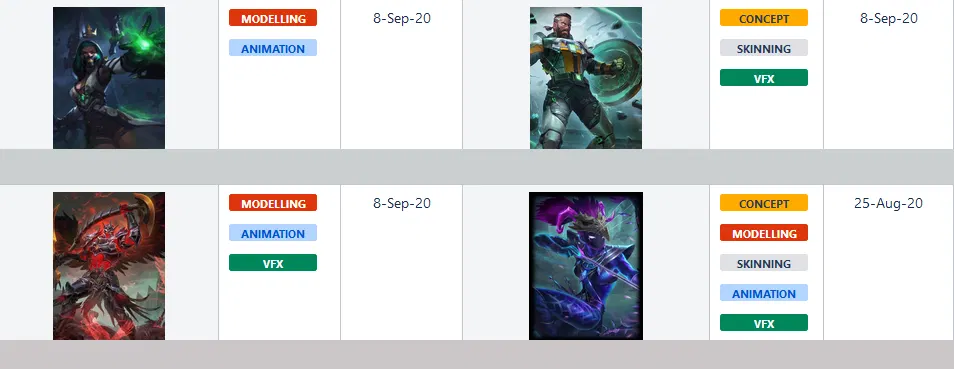 MODELLING
ANIMATION
8-Sep-20
CONCEPT
SKINNING
VFX
8-Sep-20
MODELLING
ANIMATION
VFX
8-Sep-20
CONCEPT
MODELLING
SKINNING
ANIMATION
VFX
25-Aug-20